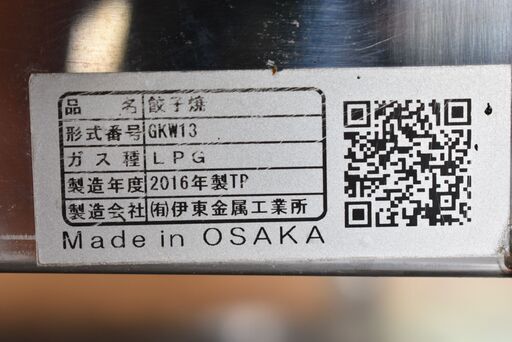 品 名 餃子焼
形式番号 GKW13
ガス種 LPG
製造年度 2016年製TP
製造会社 ㈲伊東金属工業所
Made in OSAKA